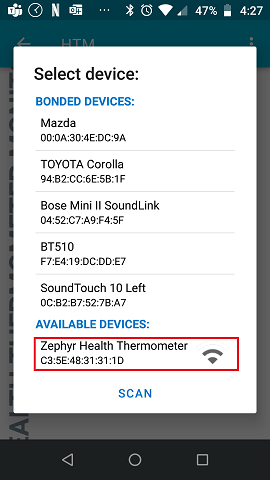 47% 4:27
HTM
Select device:
BONDED DEVICES:
Mazda
00:0A:30:4E:DC:9A
TOYOTA Corolla
94:B2:CC:6E:5B:1F
Bose Mini II SoundLink
04:52:C7:A9:F4:5F
BT510
F7:E4:19:DC:DD:E7
SoundTouch 10 Left
0C:B2:B7:52:7B:A7
AVAILABLE DEVICES:
Zephyr Health Thermometer
C3:5E:48:31:31:1D
SCAN